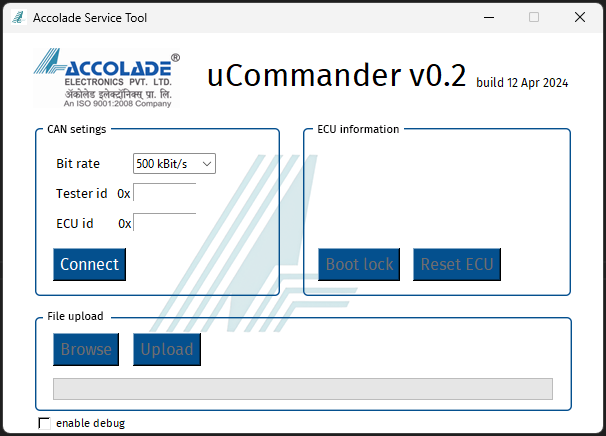 Accolade Service Tool
ACCOLADE®
ELECTRONICS PVT. LTD.
अ‍ॅकोलेड इलेक्ट्रॉनिक्स् प्रा. लि.
An ISO 9001:2008 Company
uCommander v0.2 build 12 Apr 2024
CAN setings
Bit rate 500 kBit/s
Tester id 0x
ECU id 0x
Connect
ECU information
Boot lock Reset ECU
File upload
Browse Upload
enable debug